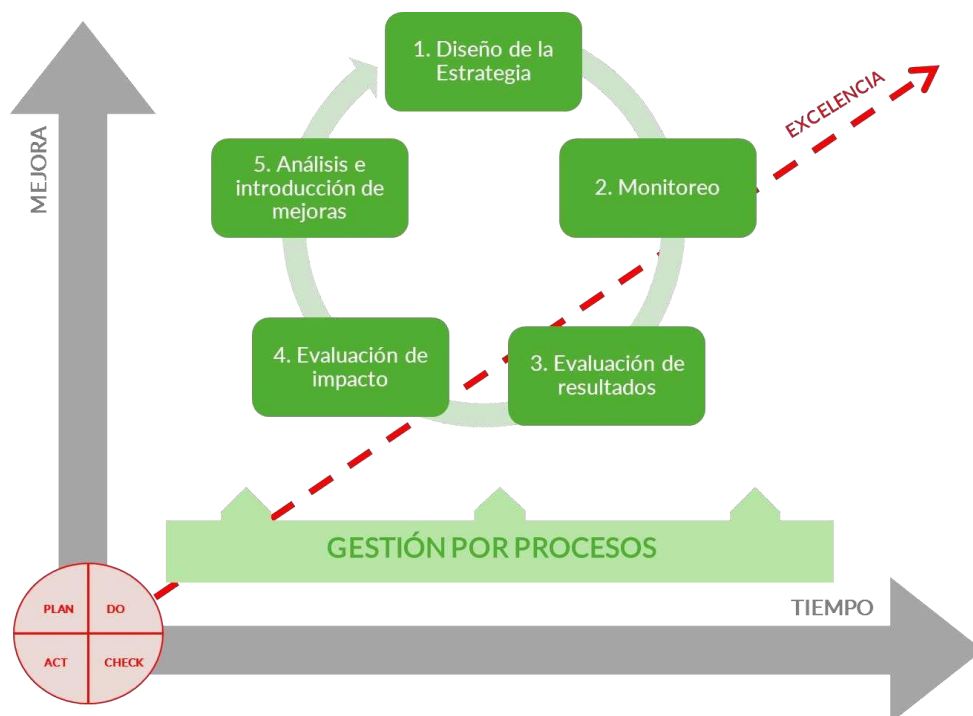 1. Diseño de la
Estrategia
EXCELENCIA
MEJORA
5. Análisis e
introducción de
mejoras
2. Monitoreo
4. Evaluación de
impacto
3. Evaluación de
resultados
GESTIÓN POR PROCESOS
PLAN
DO
ACT
CHECK
TIEMPO